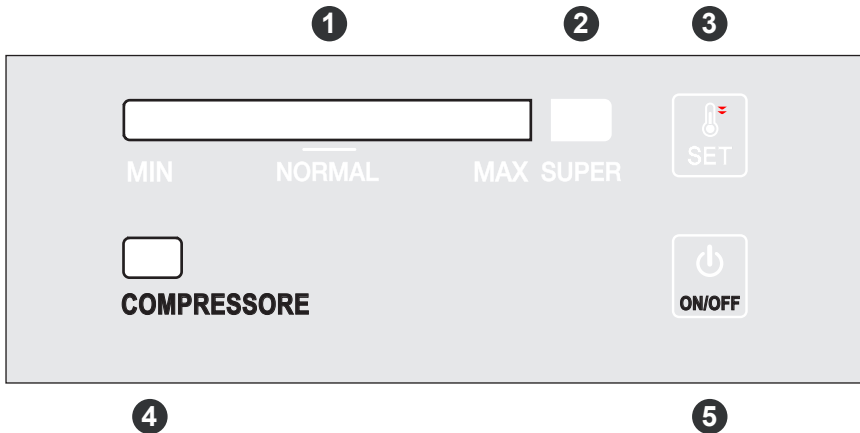 1 2 3
SET
MIN NORMAL MAX SUPER
COMPRESSORE
ON/OFF
4 5